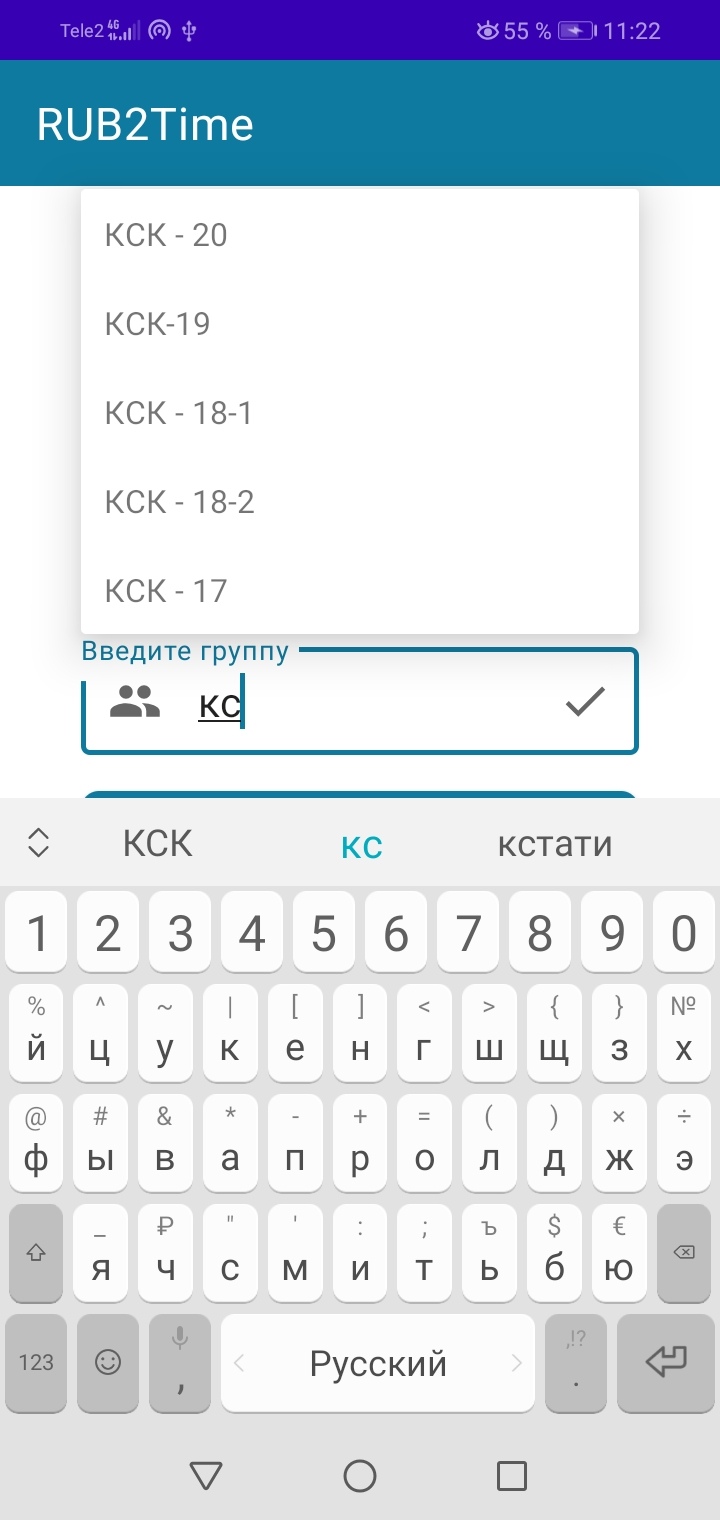 Tele2 4G 55 % 11:22
RUB2Time
КСК - 20
КСК-19
КСК - 18-1
КСК - 18-2
КСК - 17
Введите группу
кс
КСК кс кстати
1 2 3 4 5 6 7 8 9 0
% ^ ~ | [ ] < > { } №
й ц у к е н г ш щ з х
@ # & * - + = ( ) × ÷
ф ы в а п р о л д ж э
_ ₽ " ' : ; ъ $ €
я ч с м и т ь б ю
,!?
123 , Русский .